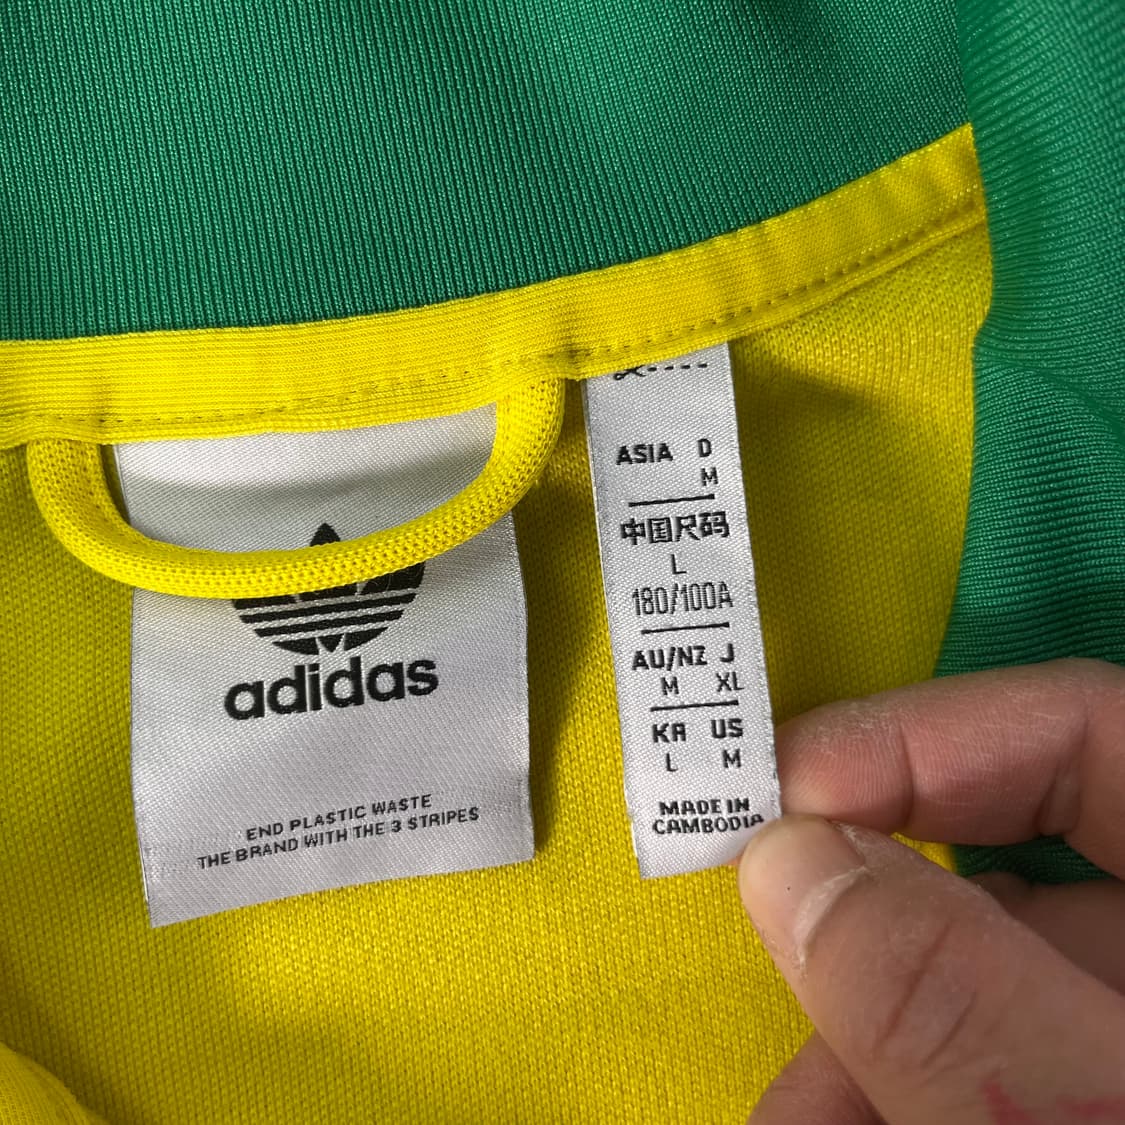 adidas
END PLASTIC WASTE
THE BRAND WITH THE 3 STRIPES
ASIA D
M
中国尺码
L
180/100A
AU/NZ J
M XL
KR US
L M
MADE IN
CAMBODIA